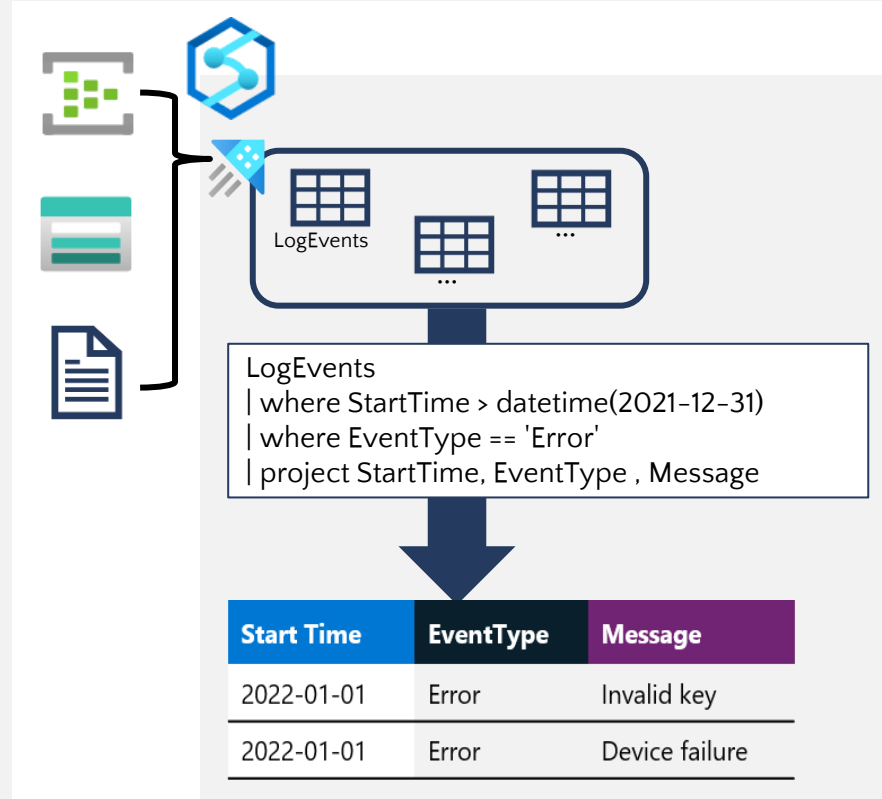 LogEvents
...
...
LogEvents
| where StartTime > datetime(2021-12-31)
| where EventType == 'Error'
| project StartTime, EventType , Message
Start Time EventType Message
2022-01-01 Error Invalid key
2022-01-01 Error Device failure